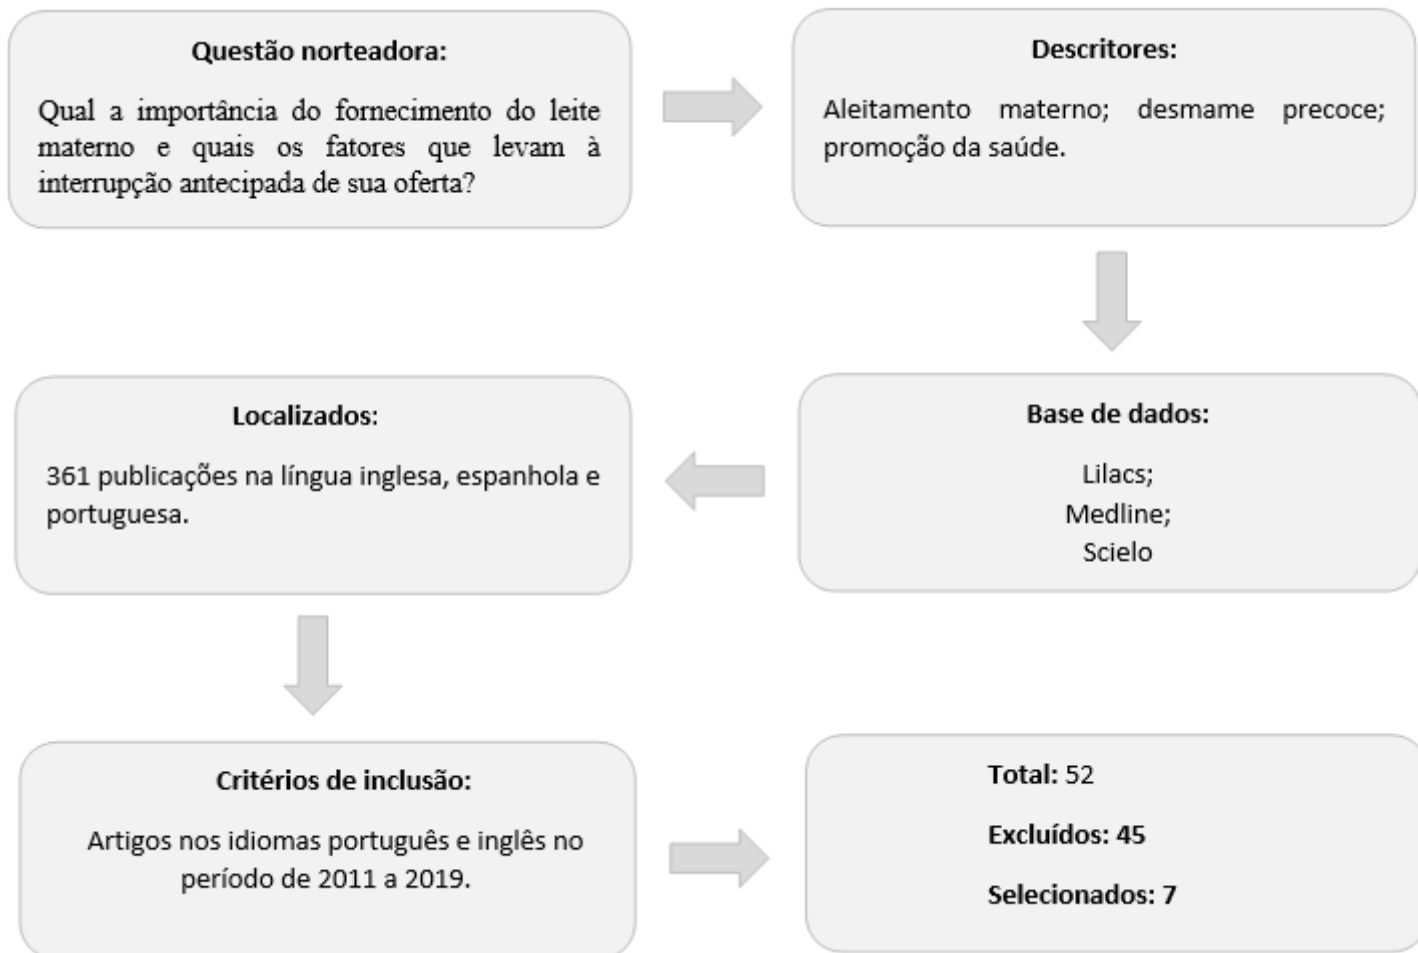 Questão norteadora:
Qual a importância do fornecimento do leite
materno e quais os fatores que levam à
interrupção antecipada de sua oferta?
Descritores:
Aleitamento materno; desmame precoce;
promoção da saúde.
Base de dados:
Lilacs;
Medline;
Scielo
Localizados:
361 publicações na língua inglesa, espanhola e
portuguesa.
Critérios de inclusão:
Artigos nos idiomas português e inglês no
período de 2011 a 2019.
Total: 52
Excluídos: 45
Selecionados: 7